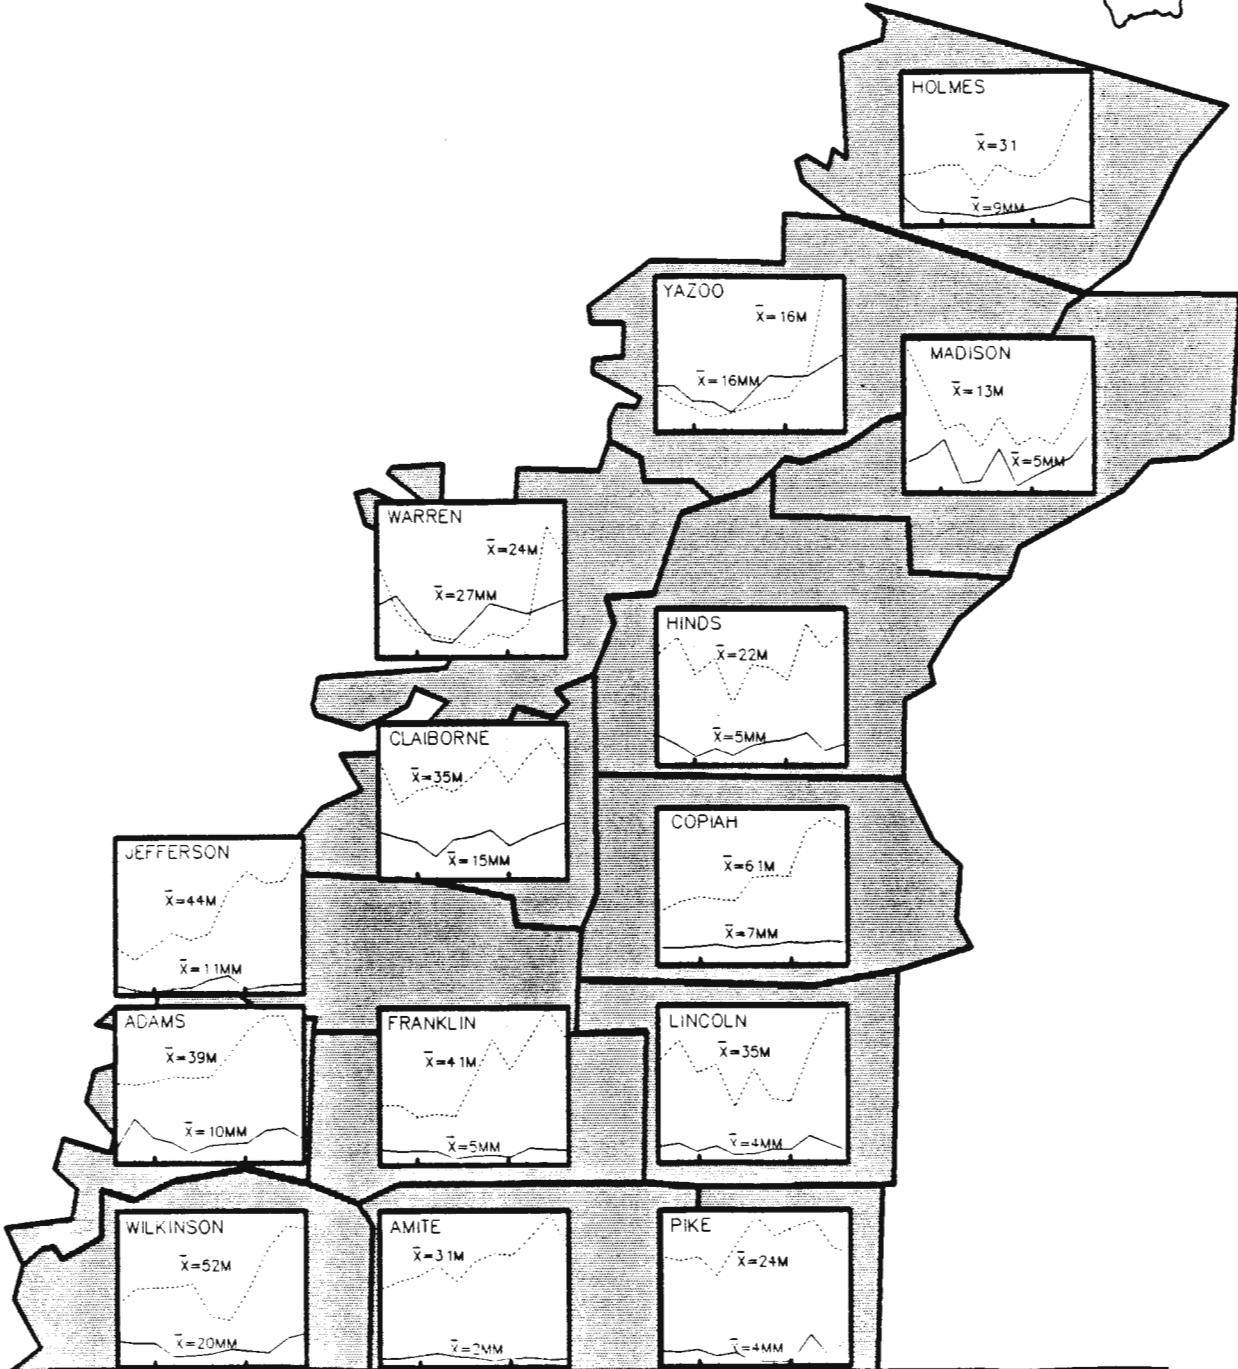 HOLMES
x̄=31
x̄=9MM
YAZOO
x̄=16M
x̄=16MM
MADISON
x̄=13M
x̄=5MM
WARREN
x̄=24M
x̄=27MM
HINDS
x̄=22M
x̄=5MM
CLAIBORNE
x̄=35M
x̄=15MM
COPIAH
x̄=61M
x̄=7MM
JEFFERSON
x̄=44M
x̄=11MM
ADAMS
x̄=39M
x̄=10MM
FRANKLIN
x̄=41M
x̄=5MM
LINCOLN
x̄=35M
x̄=4MM
WILKINSON
x̄=52M
x̄=20MM
AMITE
x̄=31M
x̄=2MM
PIKE
x̄=24M
x̄=4MM